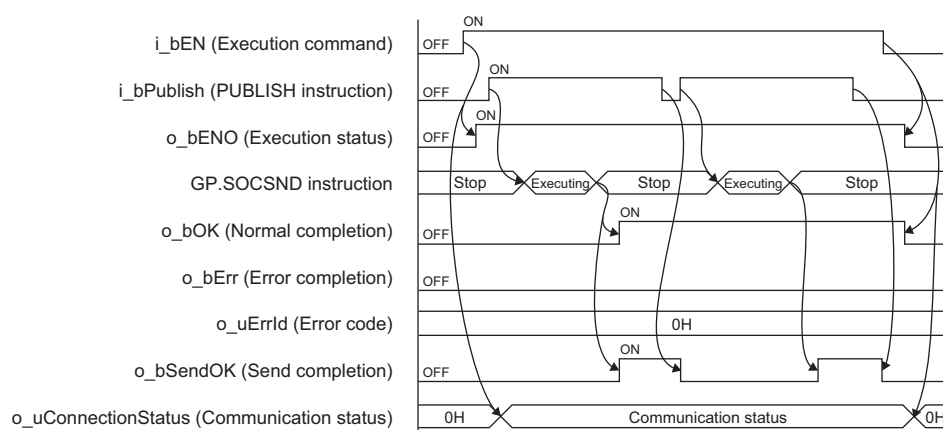 ON
i_bEN (Execution command) OFF
ON
i_bPublish (PUBLISH instruction) OFF
ON
o_bENO (Execution status) OFF
GP.SOCSND instruction Stop Executing Stop Executing Stop
ON
o_bOK (Normal completion) OFF
o_bErr (Error completion) OFF
o_uErrId (Error code) 0H
ON
o_bSendOK (Send completion) OFF
o_uConnectionStatus (Communication status) 0H Communication status 0H